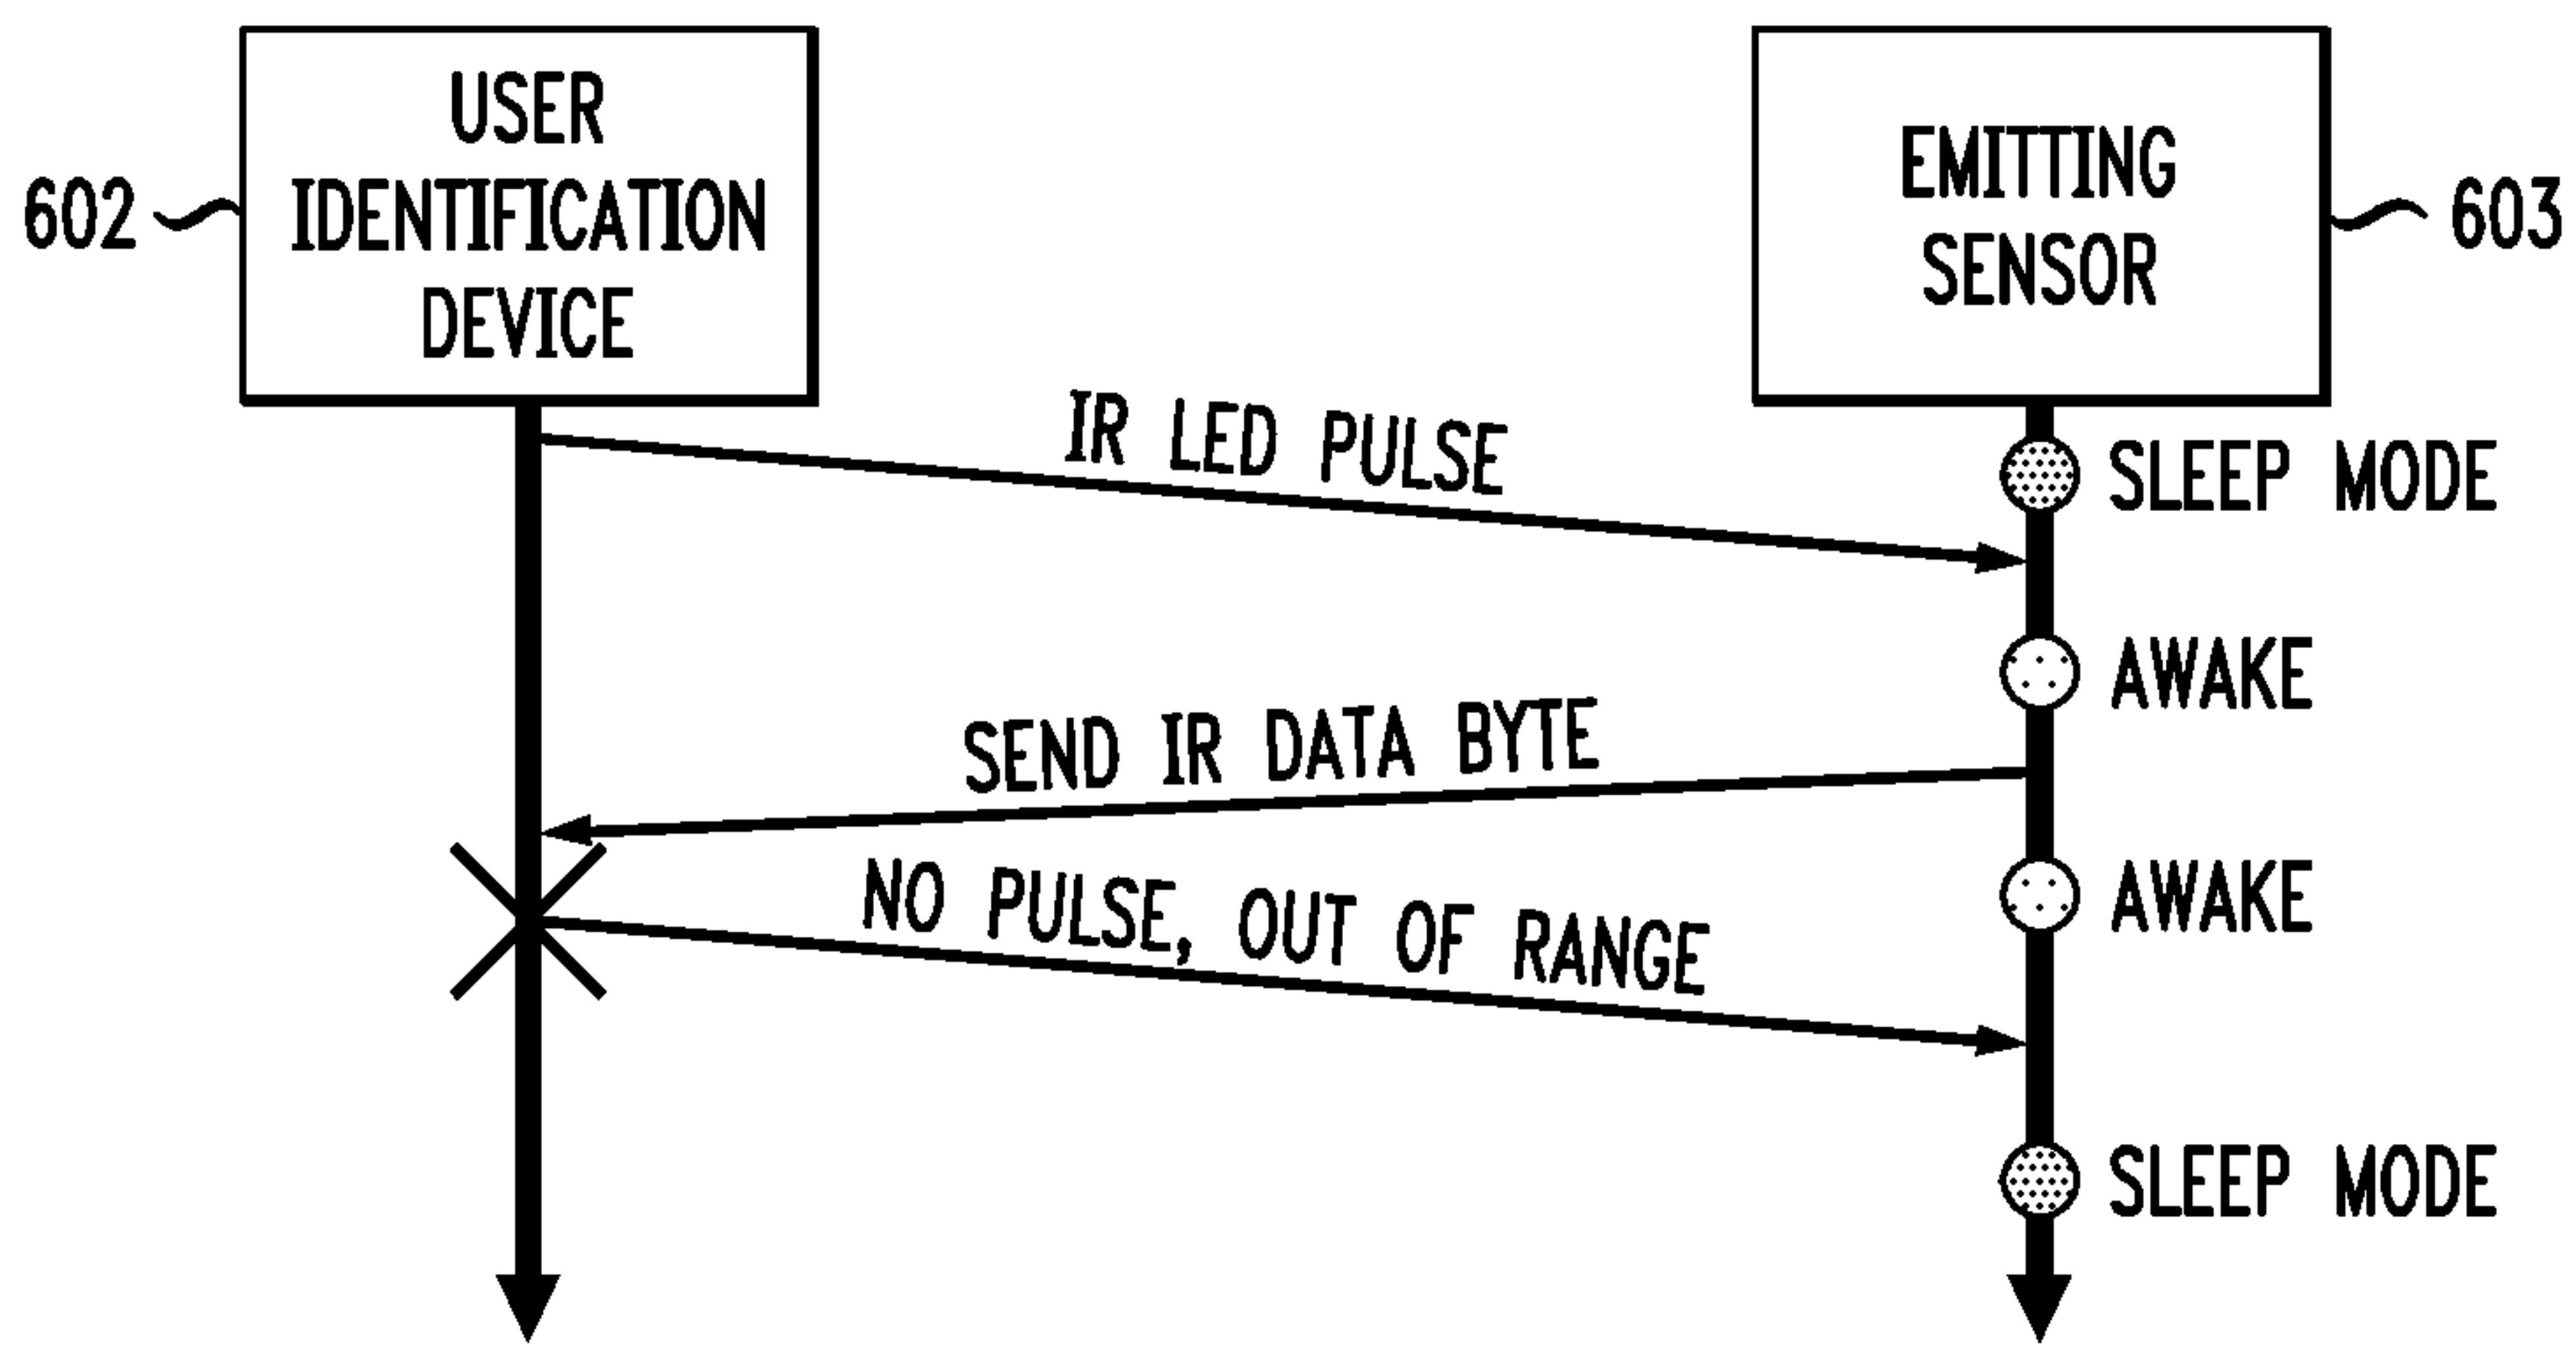 USER
IDENTIFICATION
DEVICE
602
EMITTING
SENSOR
603
IR LED PULSE
SLEEP MODE
AWAKE
SEND IR DATA BYTE
NO PULSE, OUT OF RANGE
AWAKE
SLEEP MODE